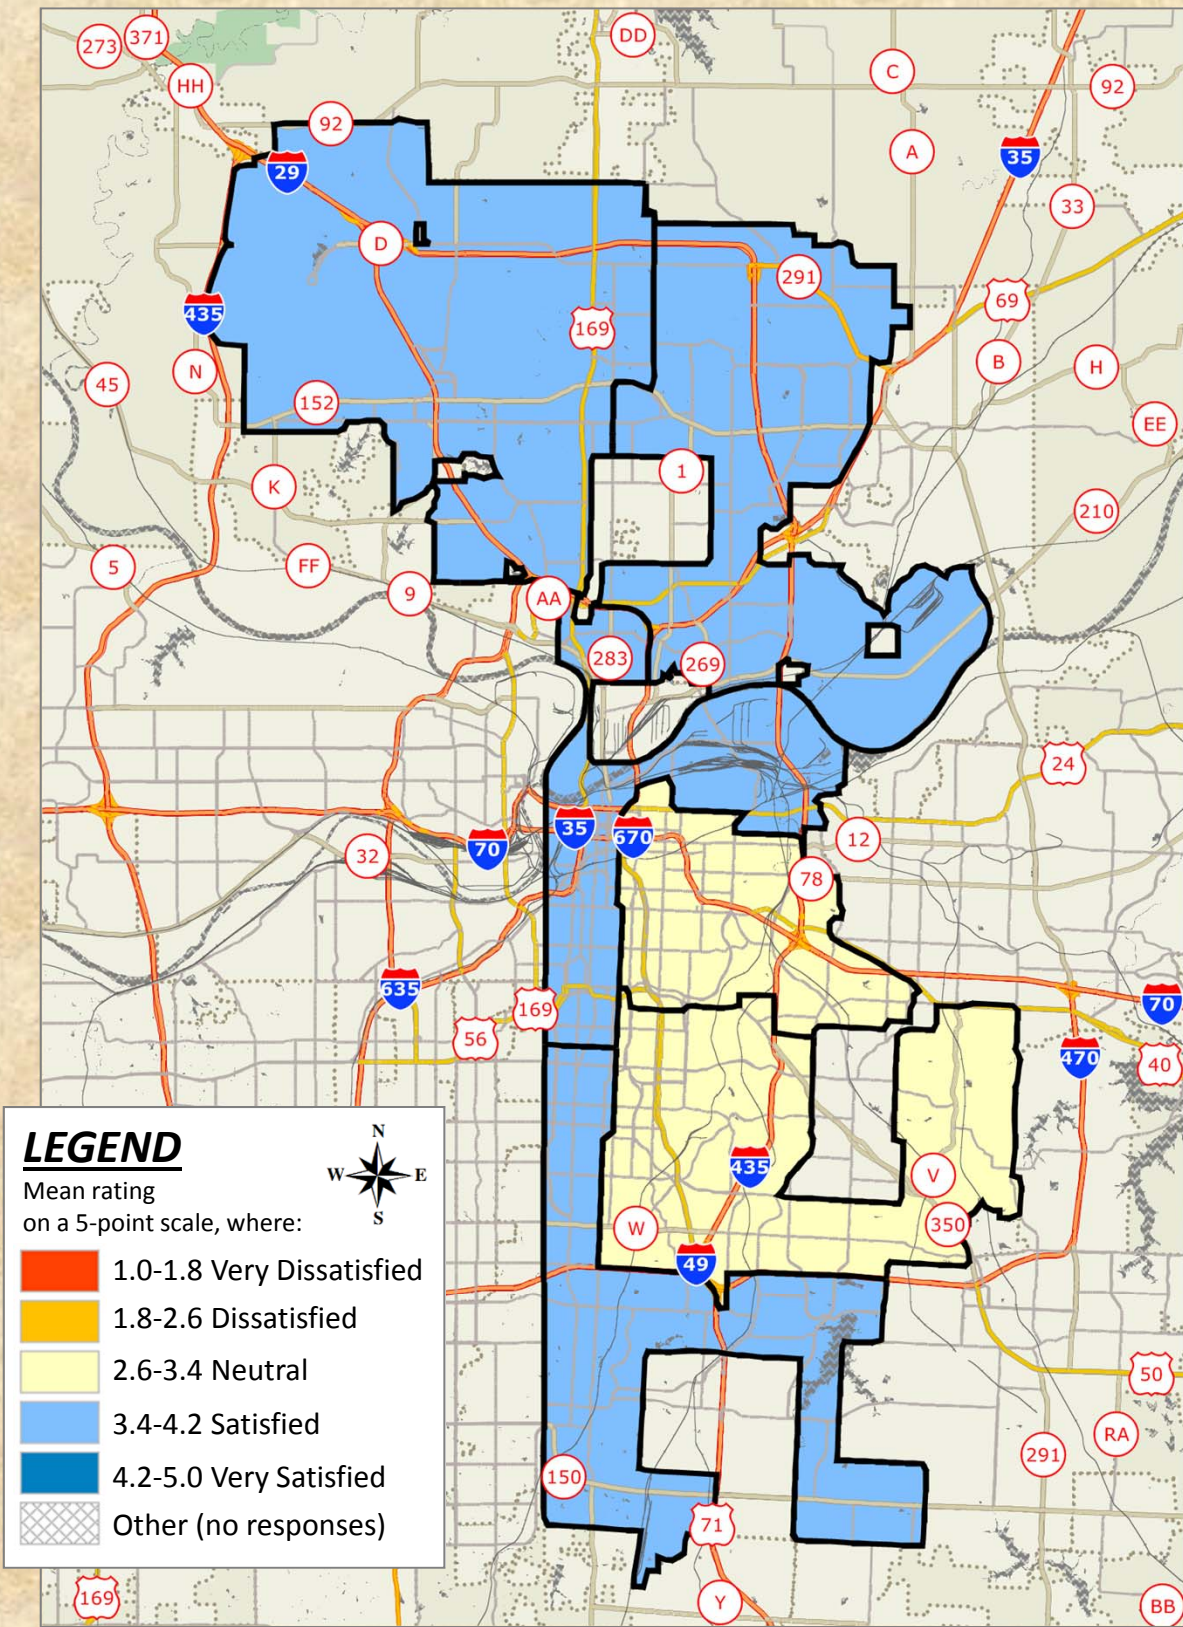 DD
371
273
C
HH
92
92
A
35
29
33
D
291
69
435
169
B
H
N
45
152
EE
1
K
210
5
FF
9
AA
283
269
24
35
670
12
70
32
78
635
70
169
56
470
40
LEGEND
N
W E
S
Mean rating
on a 5-point scale, where:
1.0-1.8 Very Dissatisfied
1.8-2.6 Dissatisfied
2.6-3.4 Neutral
3.4-4.2 Satisfied
4.2-5.0 Very Satisfied
Other (no responses)
435
V
W
350
49
50
RA
291
150
71
169
Y
BB